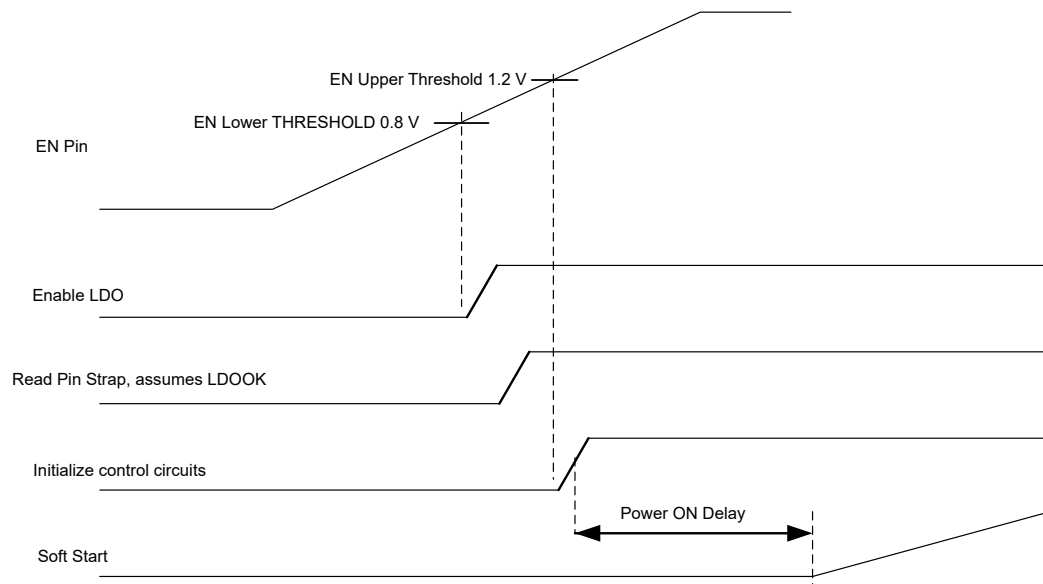 EN Upper Threshold 1.2 V
EN Lower THRESHOLD 0.8 V
EN Pin
Enable LDO
Read Pin Strap, assumes LDOOK
Initialize control circuits
Power ON Delay
Soft Start